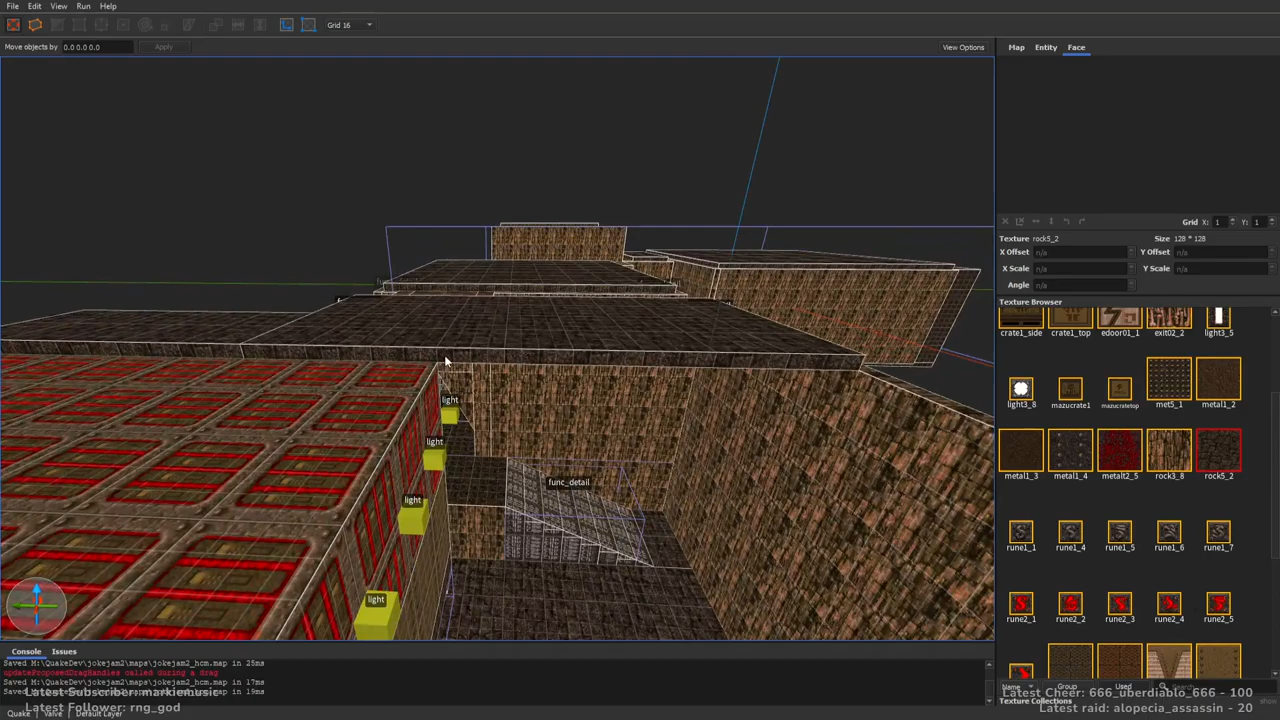 File Edit View Run Help
Grid 16
Move objects by 0.0 0.0 0.0 Apply View Options
Map Entity Face
Grid X: 1 Y: 1
Texture rock5_2 Size 128 * 128
X Offset n/a Y Offset n/a
X Scale n/a Y Scale n/a
Angle n/a
Texture Browser
crate1_side crate1_top edoor01_1 exit02_2 light3_5
light3_8 mazucrate1 mazucratetop met5_1 metal1_2
metal1_3 metal1_4 metalt2_5 rock3_8 rock5_2
rune1_1 rune1_4 rune1_5 rune1_6 rune1_7
rune2_1 rune2_2 rune2_3 rune2_4 rune2_5
light
light
light
light
func_detail
Console Issues
Saved M:\QuakeDev\jokejam2\maps\jokejam2_hcm.map in 25ms
updateProposedDragHandles called during a drag
Saved M:\QuakeDev\jokejam2\maps\jokejam2_hcm.map in 17ms
Saved M:\QuakeDev\jokejam2\maps\jokejam2_hcm.map in 19ms
Latest Subscriber: markiemusic
Latest Follower: rng_god
Name Group Used Search
Latest Cheer: 666_uberdiablo_666 - 100
Texture Collections
Latest raid: alopecia_assassin - 20
Quake Valve Default Layer